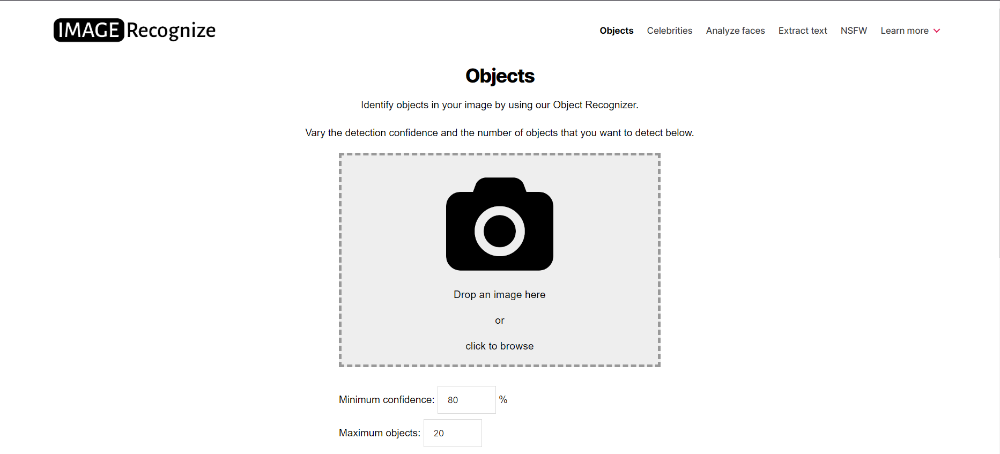 IMAGE Recognize
Objects Celebrities Analyze faces Extract text NSFW Learn more
Objects
Identify objects in your image by using our Object Recognizer.
Vary the detection confidence and the number of objects that you want to detect below.
Drop an image here
or
click to browse
Minimum confidence: 80 %
Maximum objects: 20